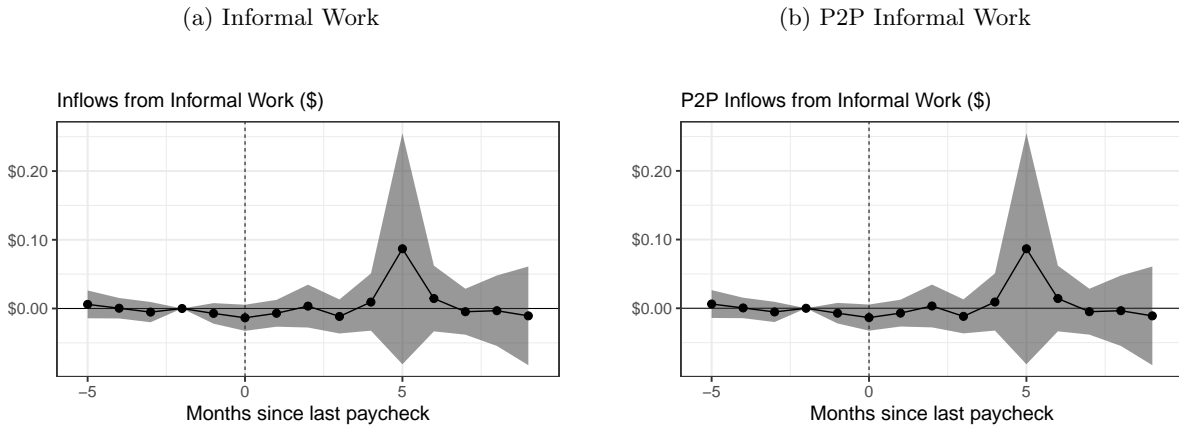 (a) Informal Work
Inflows from Informal Work ($)
$0.20
$0.10
$0.00
−5
0
5
Months since last paycheck
(b) P2P Informal Work
P2P Inflows from Informal Work ($)
$0.20
$0.10
$0.00
−5
0
5
Months since last paycheck